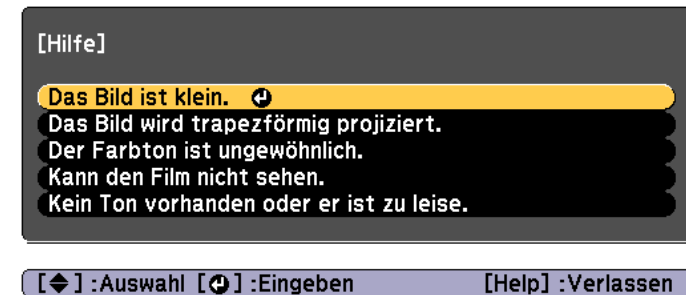 [Hilfe]
Das Bild ist klein.
Das Bild wird trapezförmig projiziert.
Der Farbton ist ungewöhnlich.
Kann den Film nicht sehen.
Kein Ton vorhanden oder er ist zu leise.
[◆] :Auswahl [⏎] :Eingeben [Help] :Verlassen